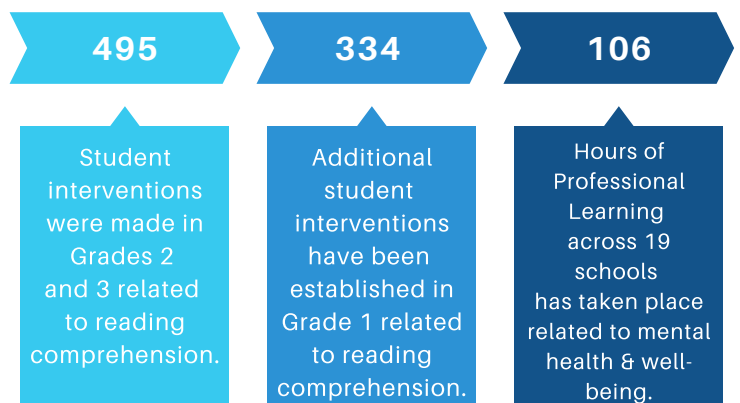 495
Student
interventions
were made in
Grades 2
and 3 related
to reading
comprehension.
334
Additional
student
interventions
have been
established in
Grade 1 related
to reading
comprehension.
106
Hours of
Professional
Learning
across 19
schools
has taken place
related to mental
health & well-
being.